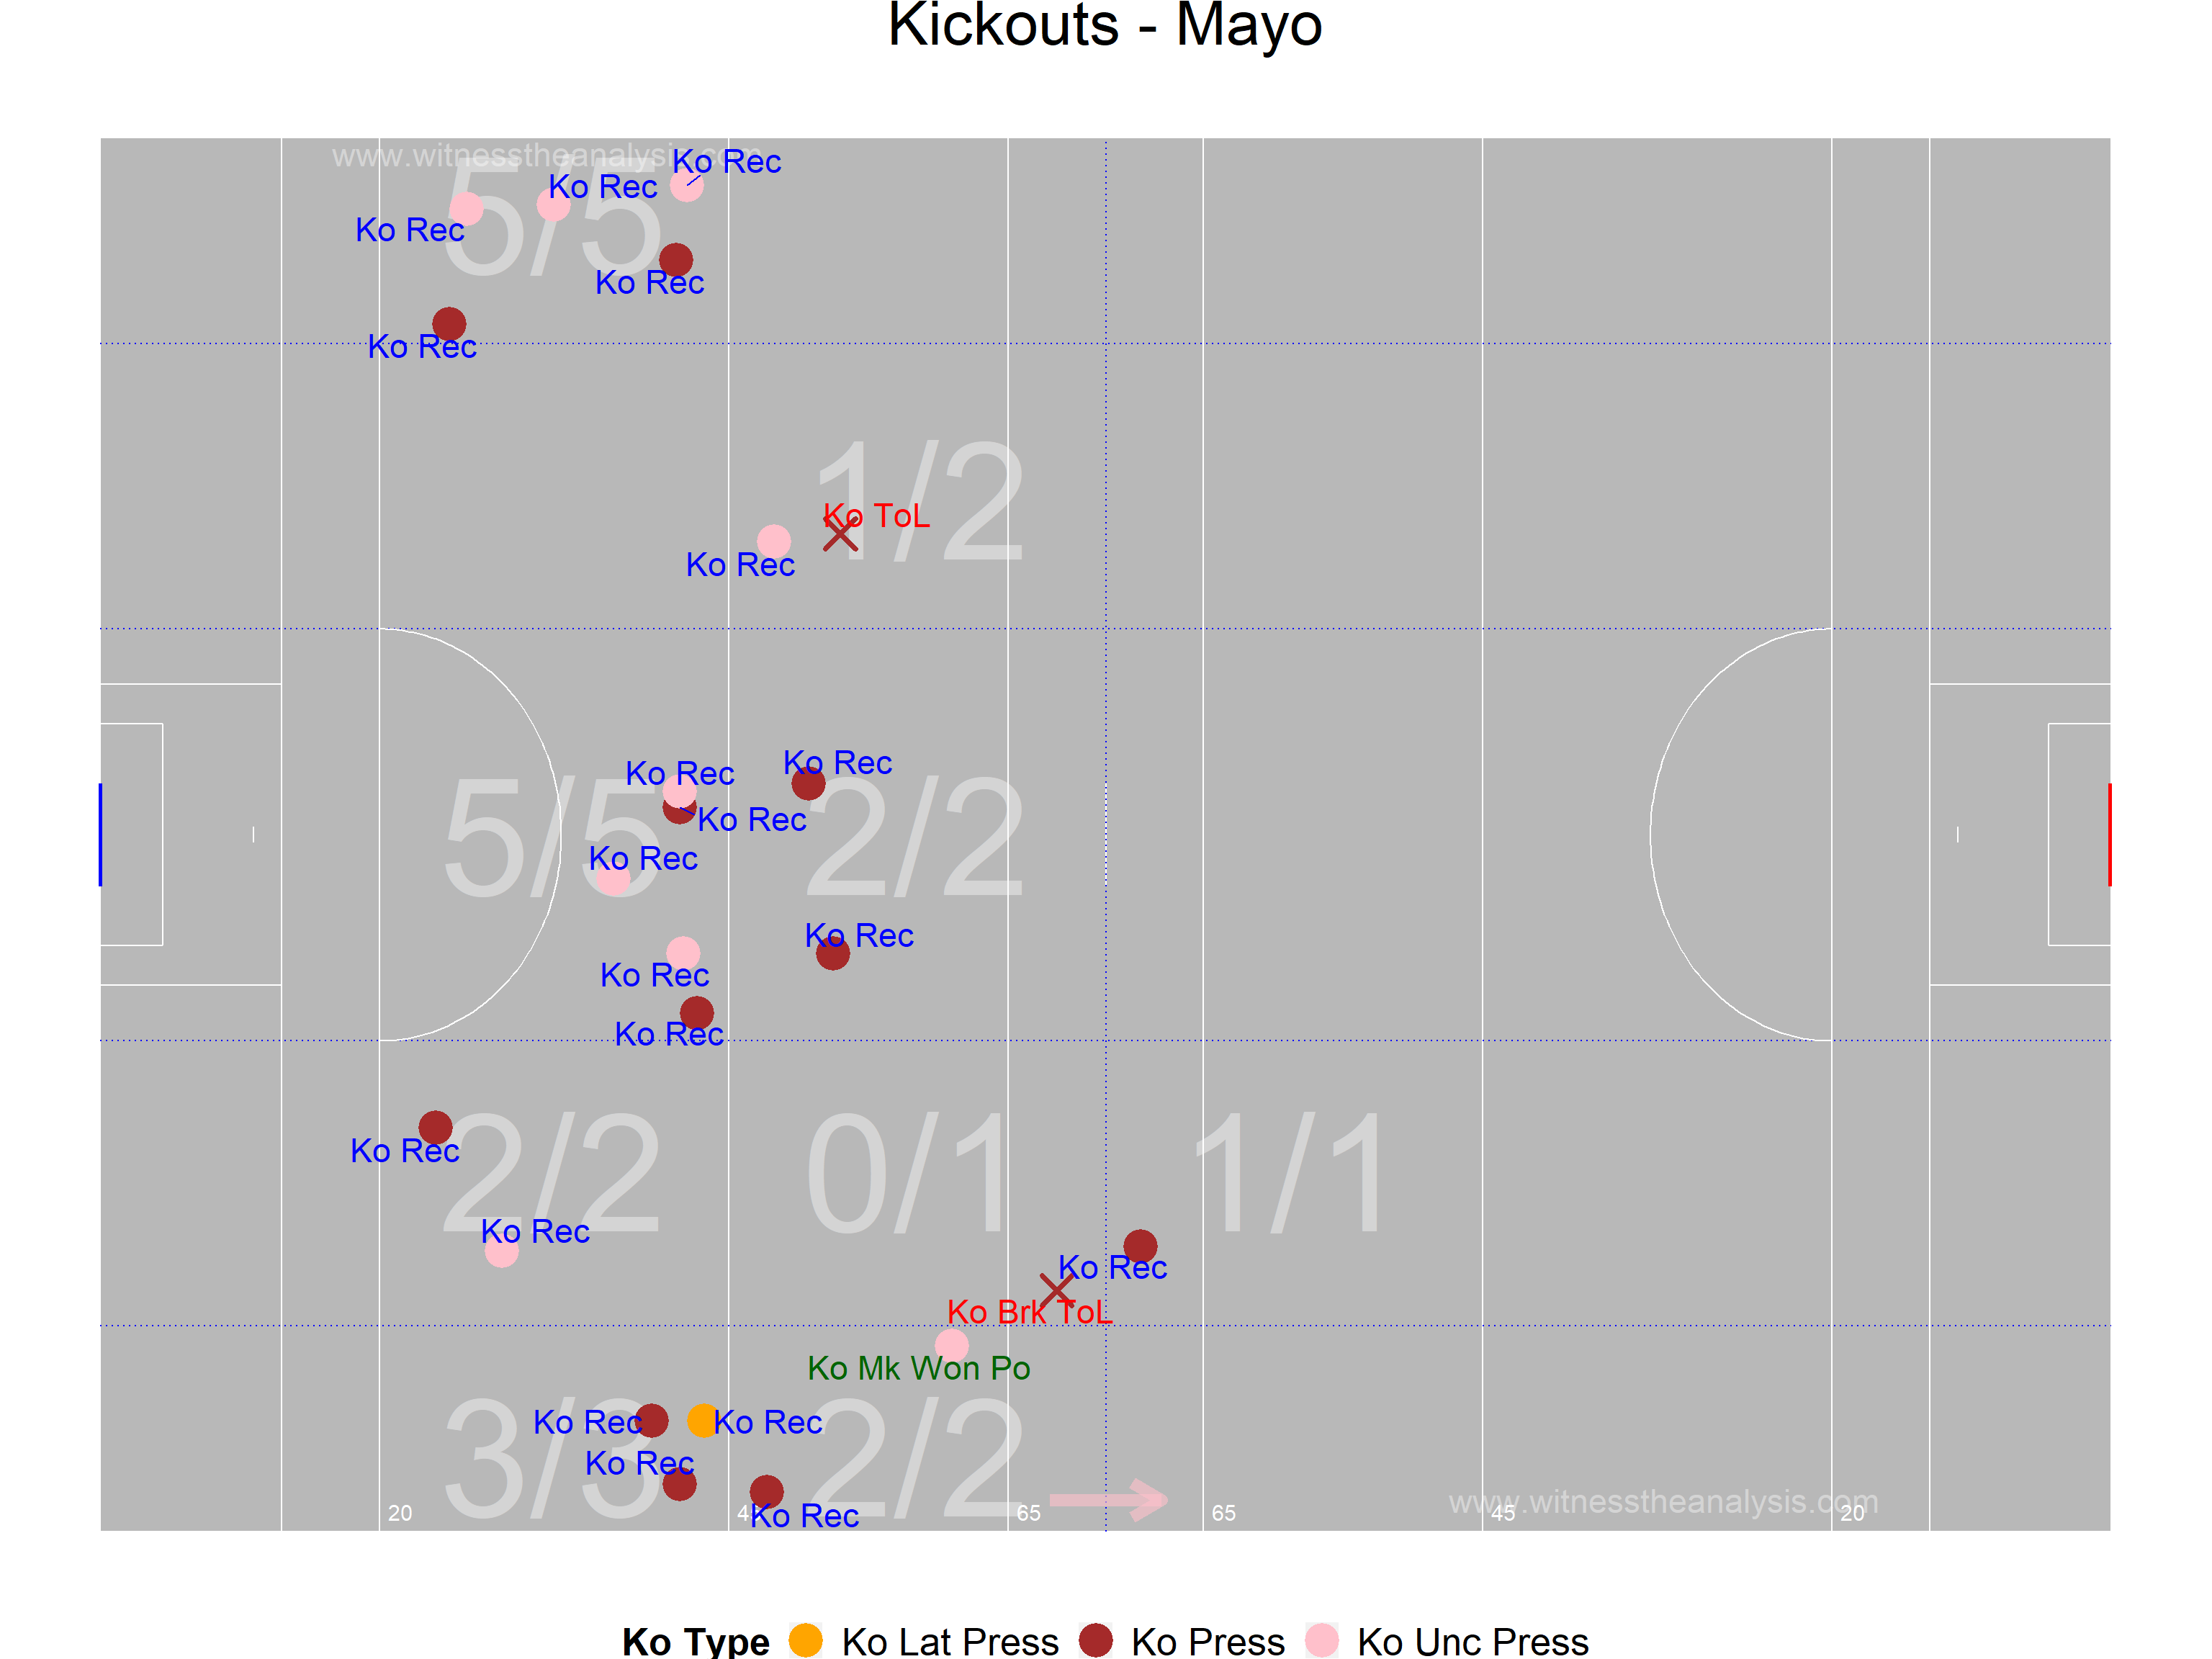 Kickouts - Mayo
www.witnesstheanalysis.com
Ko Rec
Ko Rec
Ko Rec
5/5
Ko Rec
Ko Rec
1/2
Ko ToL
Ko Rec
Ko Rec
Ko Rec
Ko Rec
5/5
2/2
Ko Rec
Ko Rec
Ko Rec
Ko Rec
Ko Rec
2/2
0/1
1/1
Ko Rec
Ko Rec
Ko Brk ToL
Ko Mk Won Po
3/3
2/2
Ko Rec
Ko Rec
Ko Rec
Ko Rec
www.witnesstheanalysis.com
20 45 65 65 45 20
Ko Type Ko Lat Press Ko Press Ko Unc Press